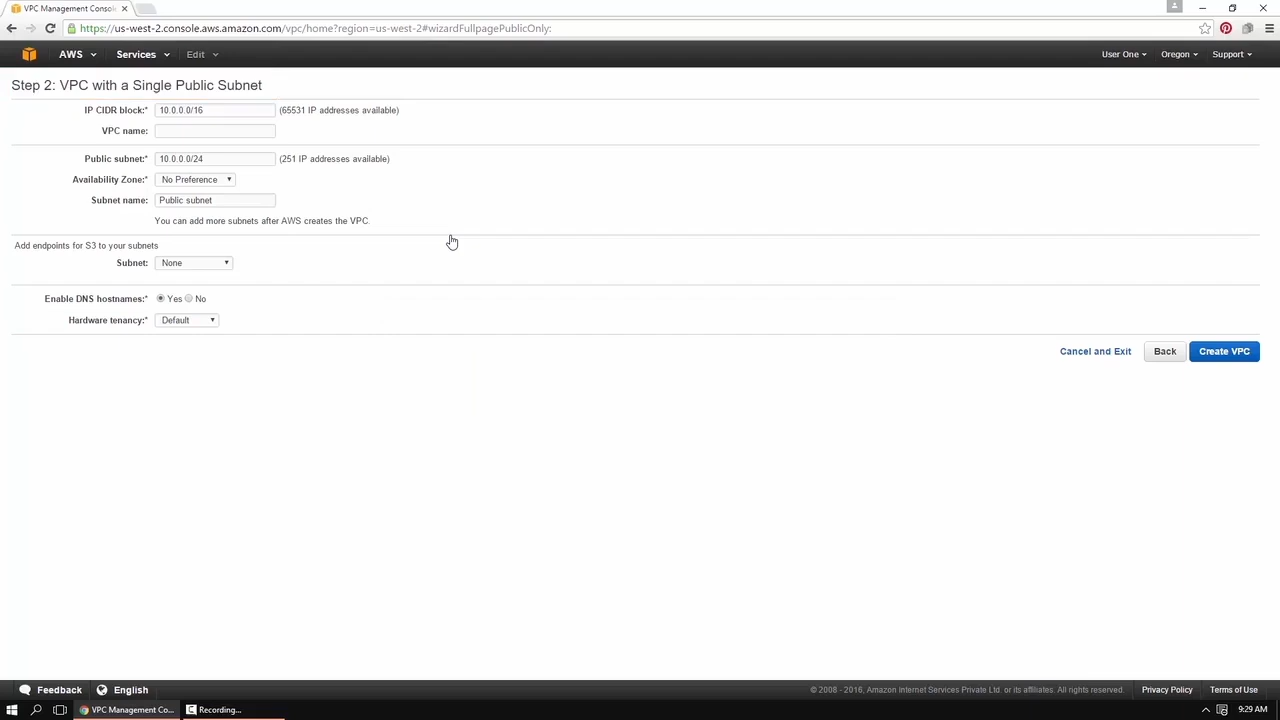 VPC Management Consol
https://us-west-2.console.aws.amazon.com/vpc/home?region=us-west-2#wizardFullpagePublicOnly:
AWS Services Edit User One Oregon Support
Step 2: VPC with a Single Public Subnet
IP CIDR block:* 10.0.0.0/16 (65531 IP addresses available)
VPC name:
Public subnet:* 10.0.0.0/24 (251 IP addresses available)
Availability Zone:* No Preference
Subnet name: Public subnet
You can add more subnets after AWS creates the VPC.
Add endpoints for S3 to your subnets
Subnet: None
Enable DNS hostnames:* Yes No
Hardware tenancy:* Default
Cancel and Exit Back Create VPC
Feedback English © 2008 - 2016, Amazon Internet Services Private Ltd. or its affiliates. All rights reserved. Privacy Policy Terms of Use
VPC Management Co... Recording... 9:29 AM